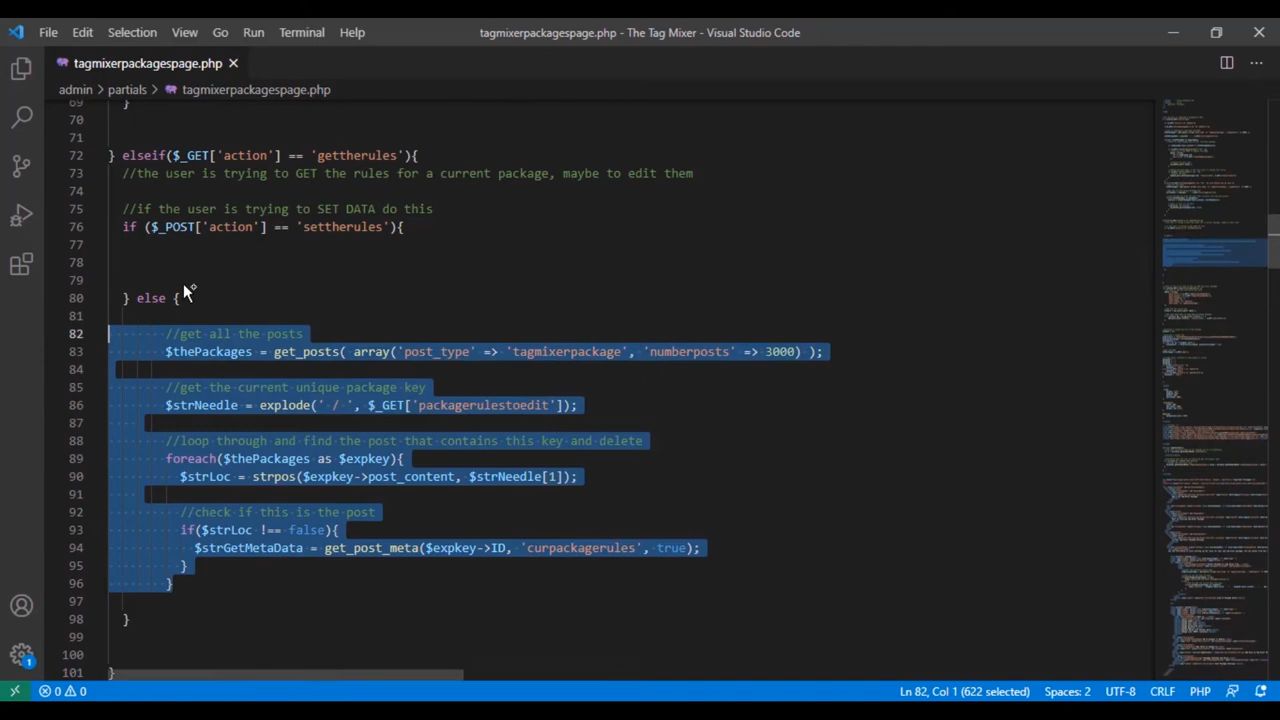 File Edit Selection View Go Run Terminal Help tagmixerpackagespage.php - The Tag Mixer - Visual Studio Code
tagmixerpackagespage.php
admin > partials > tagmixerpackagespage.php
69 }
70
71
72 } elseif($_GET['action'] == 'gettherules'){
73 //the user is trying to GET the rules for a current package, maybe to edit them
74
75 //if the user is trying to SET DATA do this
76 if ($_POST['action'] == 'settherules'){
77
78
79
80 } else {
81
82 //get all the posts
83 $thePackages = get_posts( array('post_type' => 'tagmixerpackage', 'numberposts' => 3000) );
84
85 //get the current unique package key
86 $strNeedle = explode(' / ', $_GET['packagerulestoedit']);
87
88 //loop through and find the post that contains this key and delete
89 foreach($thePackages as $expkey){
90 $strLoc = strpos($expkey->post_content, $strNeedle[1]);
91
92 //check if this is the post
93 if($strLoc !== false){
94 $strGetMetaData = get_post_meta($expkey->ID, 'curpackagerules', true);
95 }
96 }
97
98 }
99
100
101 }
1
0 0 Ln 82, Col 1 (622 selected) Spaces: 2 UTF-8 CRLF PHP